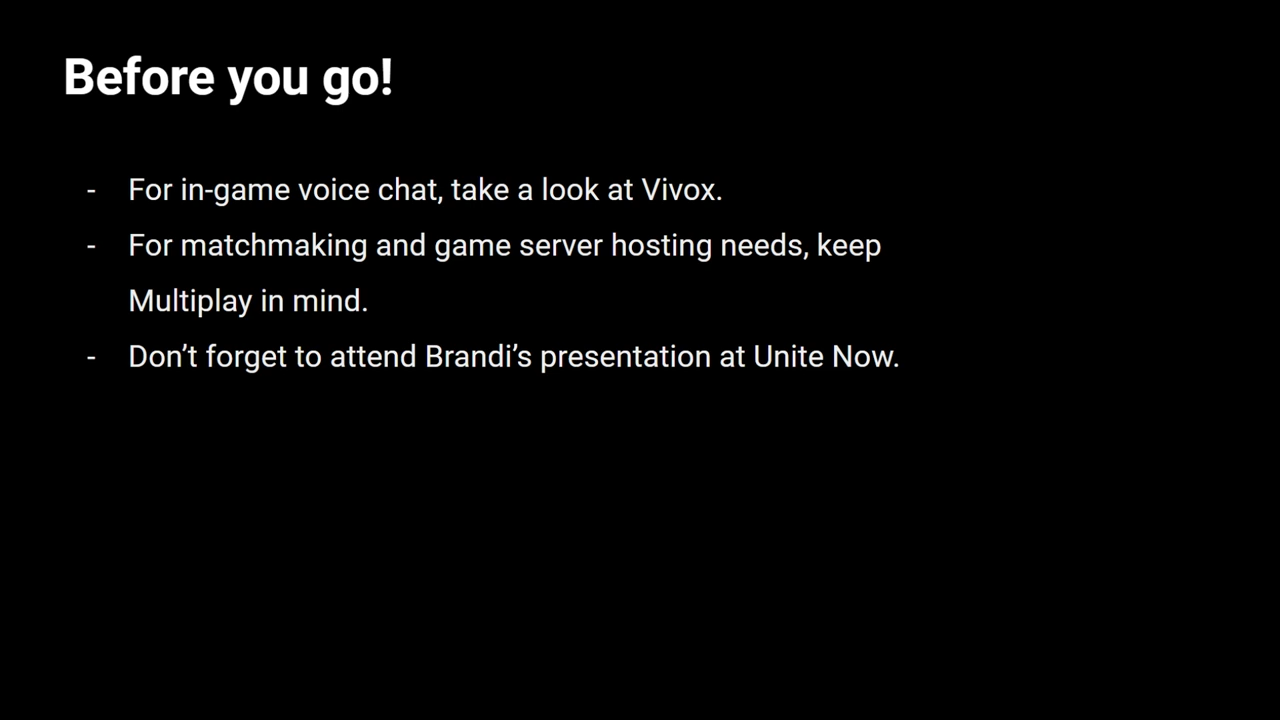 Before you go!
- For in-game voice chat, take a look at Vivox.
- For matchmaking and game server hosting needs, keep
Multiplay in mind.
- Don’t forget to attend Brandi’s presentation at Unite Now.